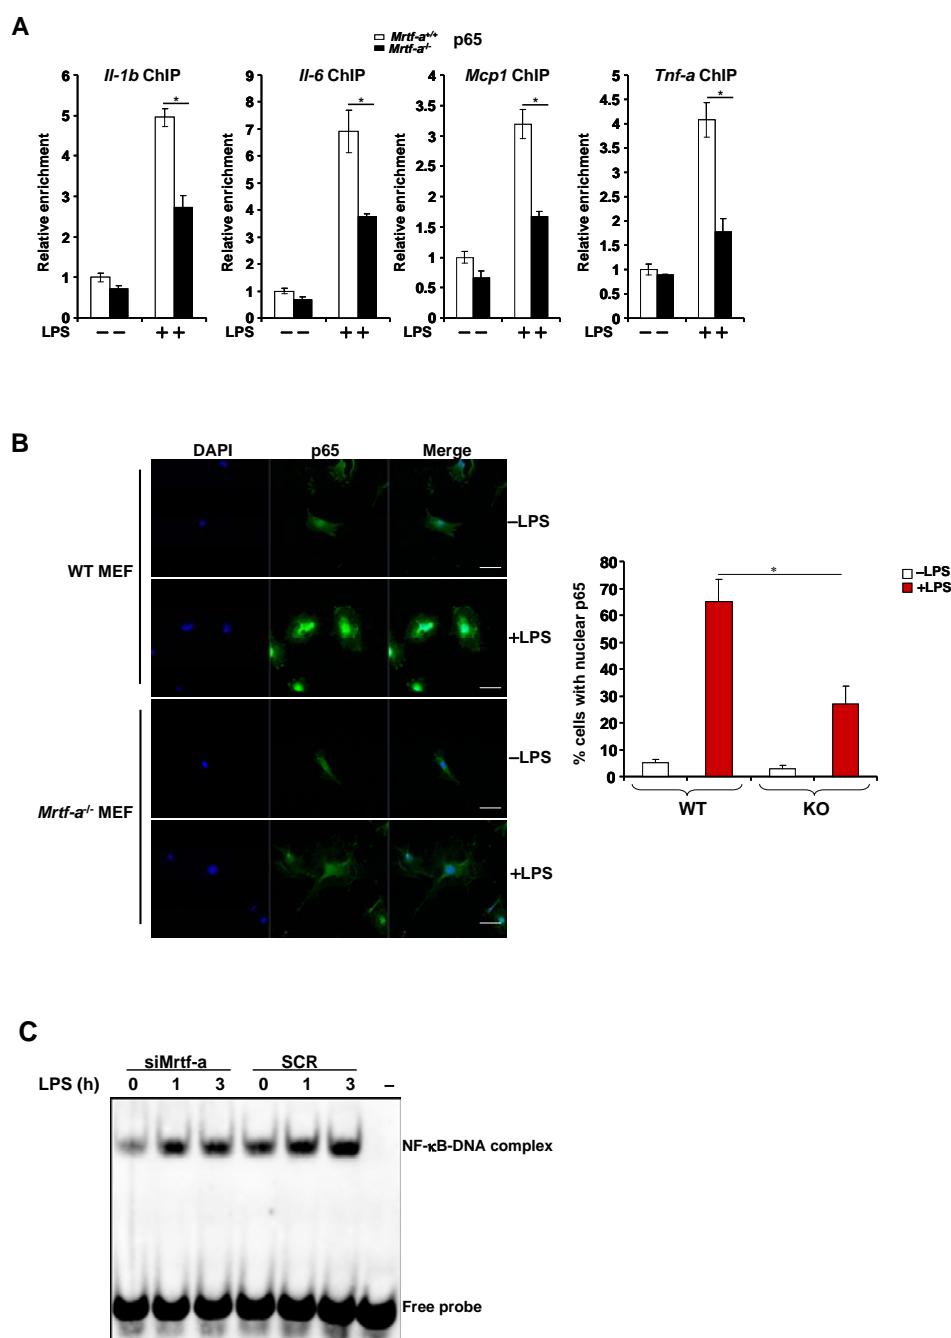 A
Mrtf-a+/+
Mrtf-a-/-
p65
Il-1b ChIP
Relative enrichment
6
5
4
3
2
1
0
LPS – – + +
Il-6 ChIP
Relative enrichment
9
8
7
6
5
4
3
2
1
0
LPS – – + +
Mcp1 ChIP
Relative enrichment
4
3.5
3
2.5
2
1.5
1
0.5
0
LPS – – + +
Tnf-a ChIP
Relative enrichment
5
4.5
4
3.5
3
2.5
2
1.5
1
0.5
0
LPS – – + +
*
*
*
*
B
DAPI p65 Merge
WT MEF
–LPS
+LPS
Mrtf-a-/- MEF
–LPS
+LPS
% cells with nuclear p65
80
70
60
50
40
30
20
10
0
*
WT KO
–LPS
+LPS
C
siMrtf-a SCR
LPS (h) 0 1 3 0 1 3 –
NF-κB-DNA complex
Free probe